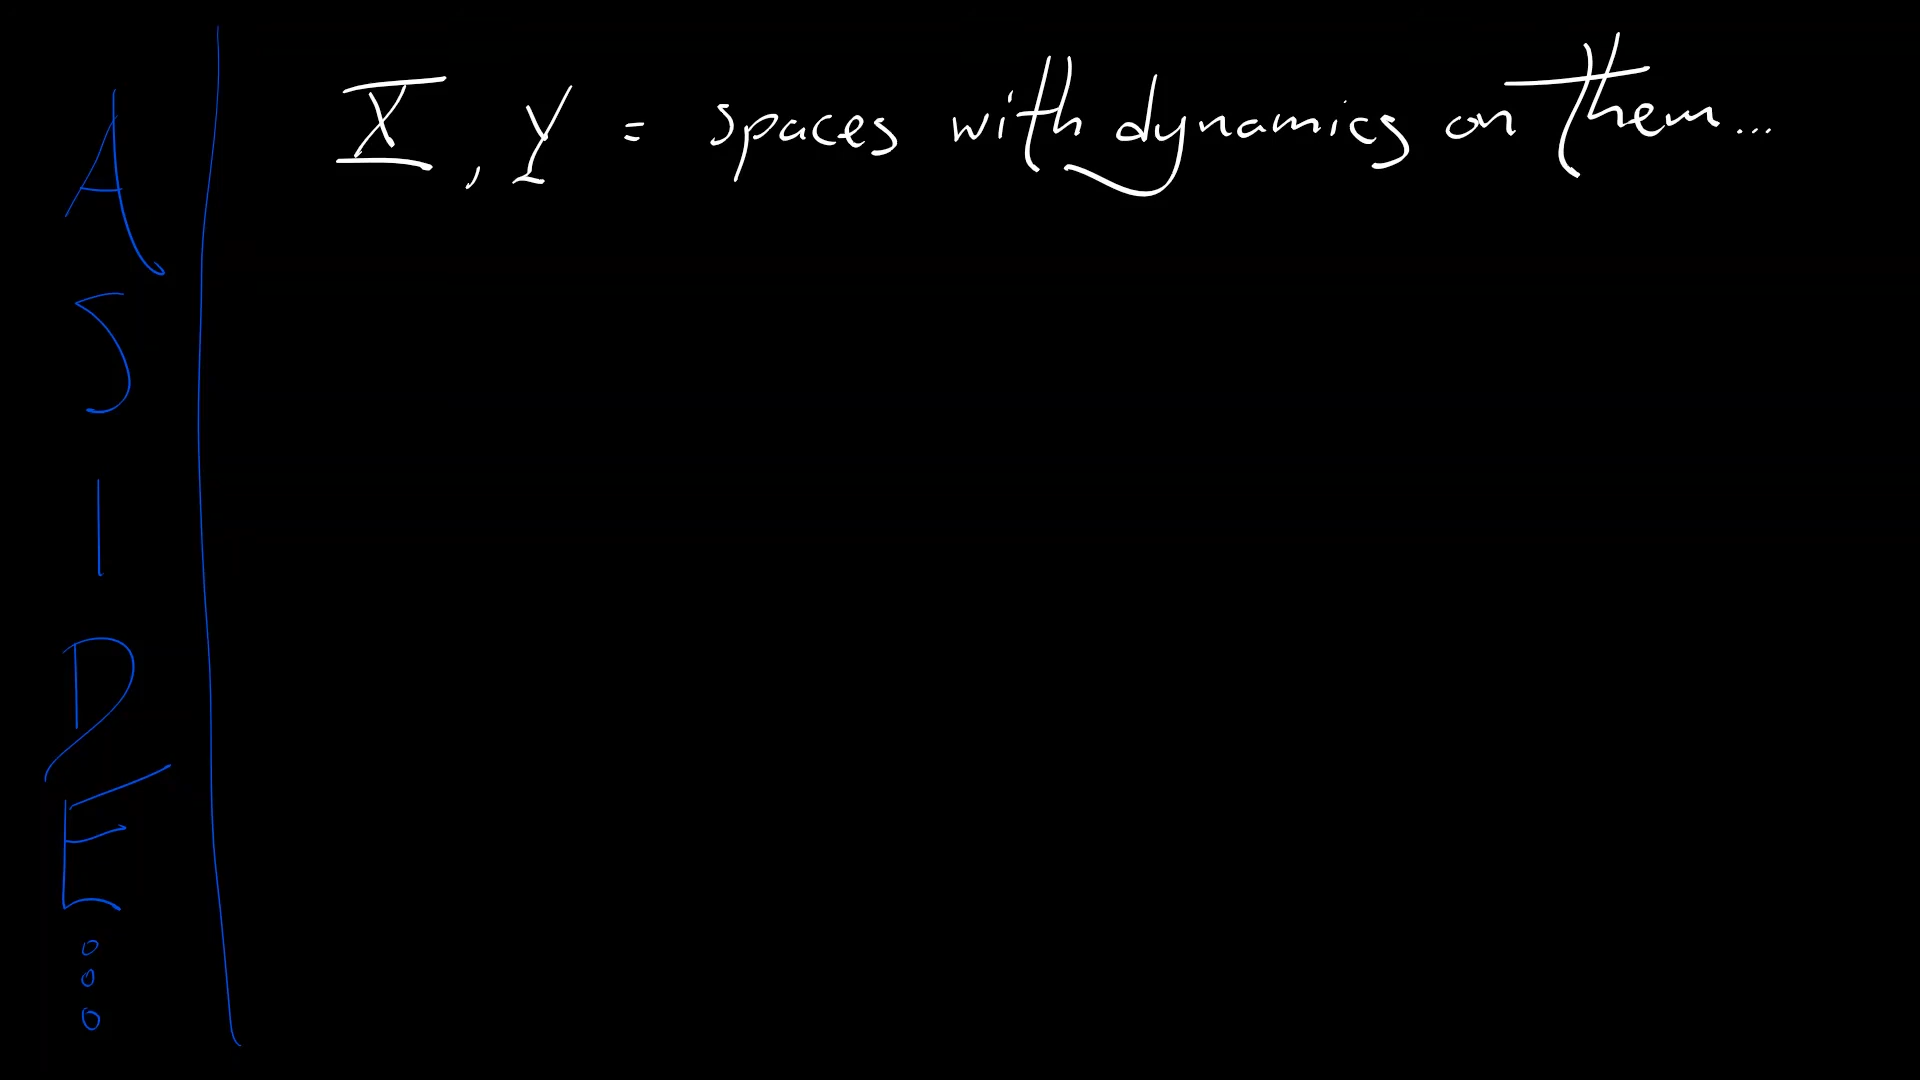 ASIDE...
X, Y = spaces with dynamics on them...